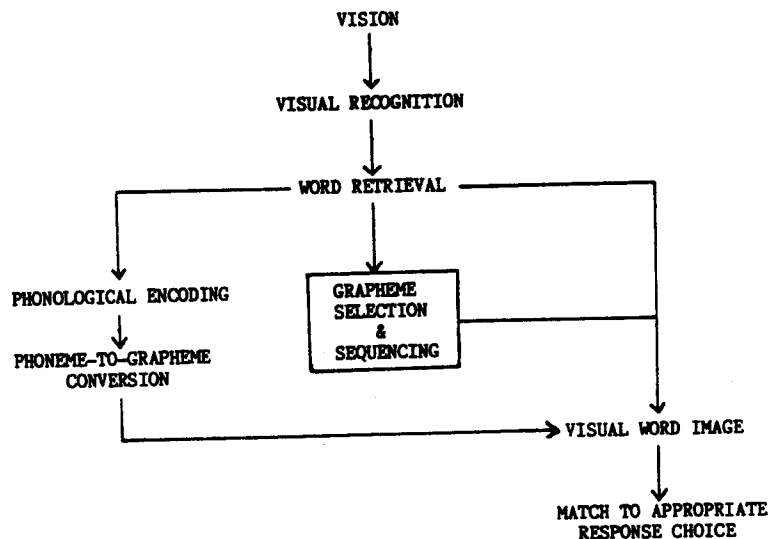 VISION
VISUAL RECOGNITION
WORD RETRIEVAL
PHONOLOGICAL ENCODING
PHONEME-TO-GRAPHEME
CONVERSION
GRAPHEME
SELECTION
&
SEQUENCING
VISUAL WORD IMAGE
MATCH TO APPROPRIATE
RESPONSE CHOICE